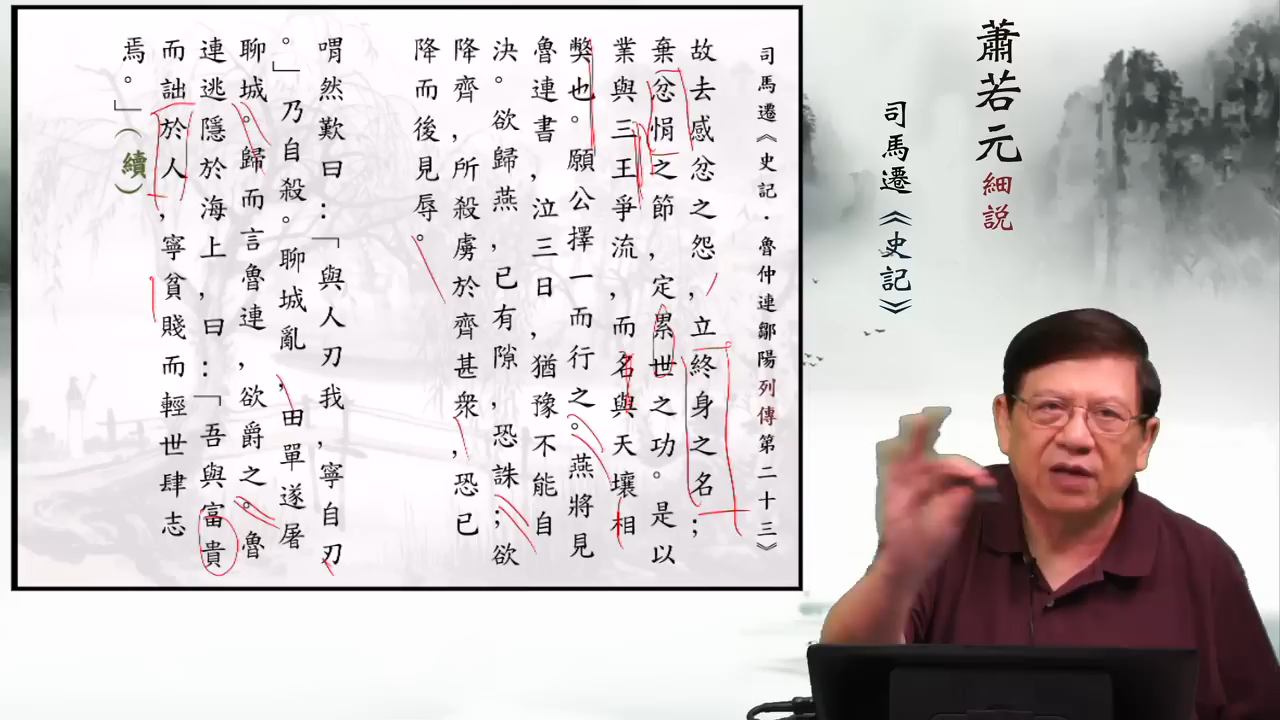 蕭若元細説
司馬遷《史記》
司馬遷《史記·魯仲連鄒陽列傳第二十三》
故去感忿之怨，立終身之名；
棄忿悁之節，定累世之功。是以
業與三王爭流，而名與天壤相
獘也。願公擇一而行之。燕將見
魯連書，泣三日，猶豫不能自
決。欲歸燕，已有隙，恐誅；欲
降齊，所殺虜於齊甚衆，恐已
降而後見辱。
喟然歎曰：「與人刃我，寧自刃
。」乃自殺。聊城亂，田單遂屠
聊城。歸而言魯連，欲爵之。魯
連逃隱於海上，曰：「吾與富貴
而詘於人，寧貧賤而輕世肆志
焉。」（續）